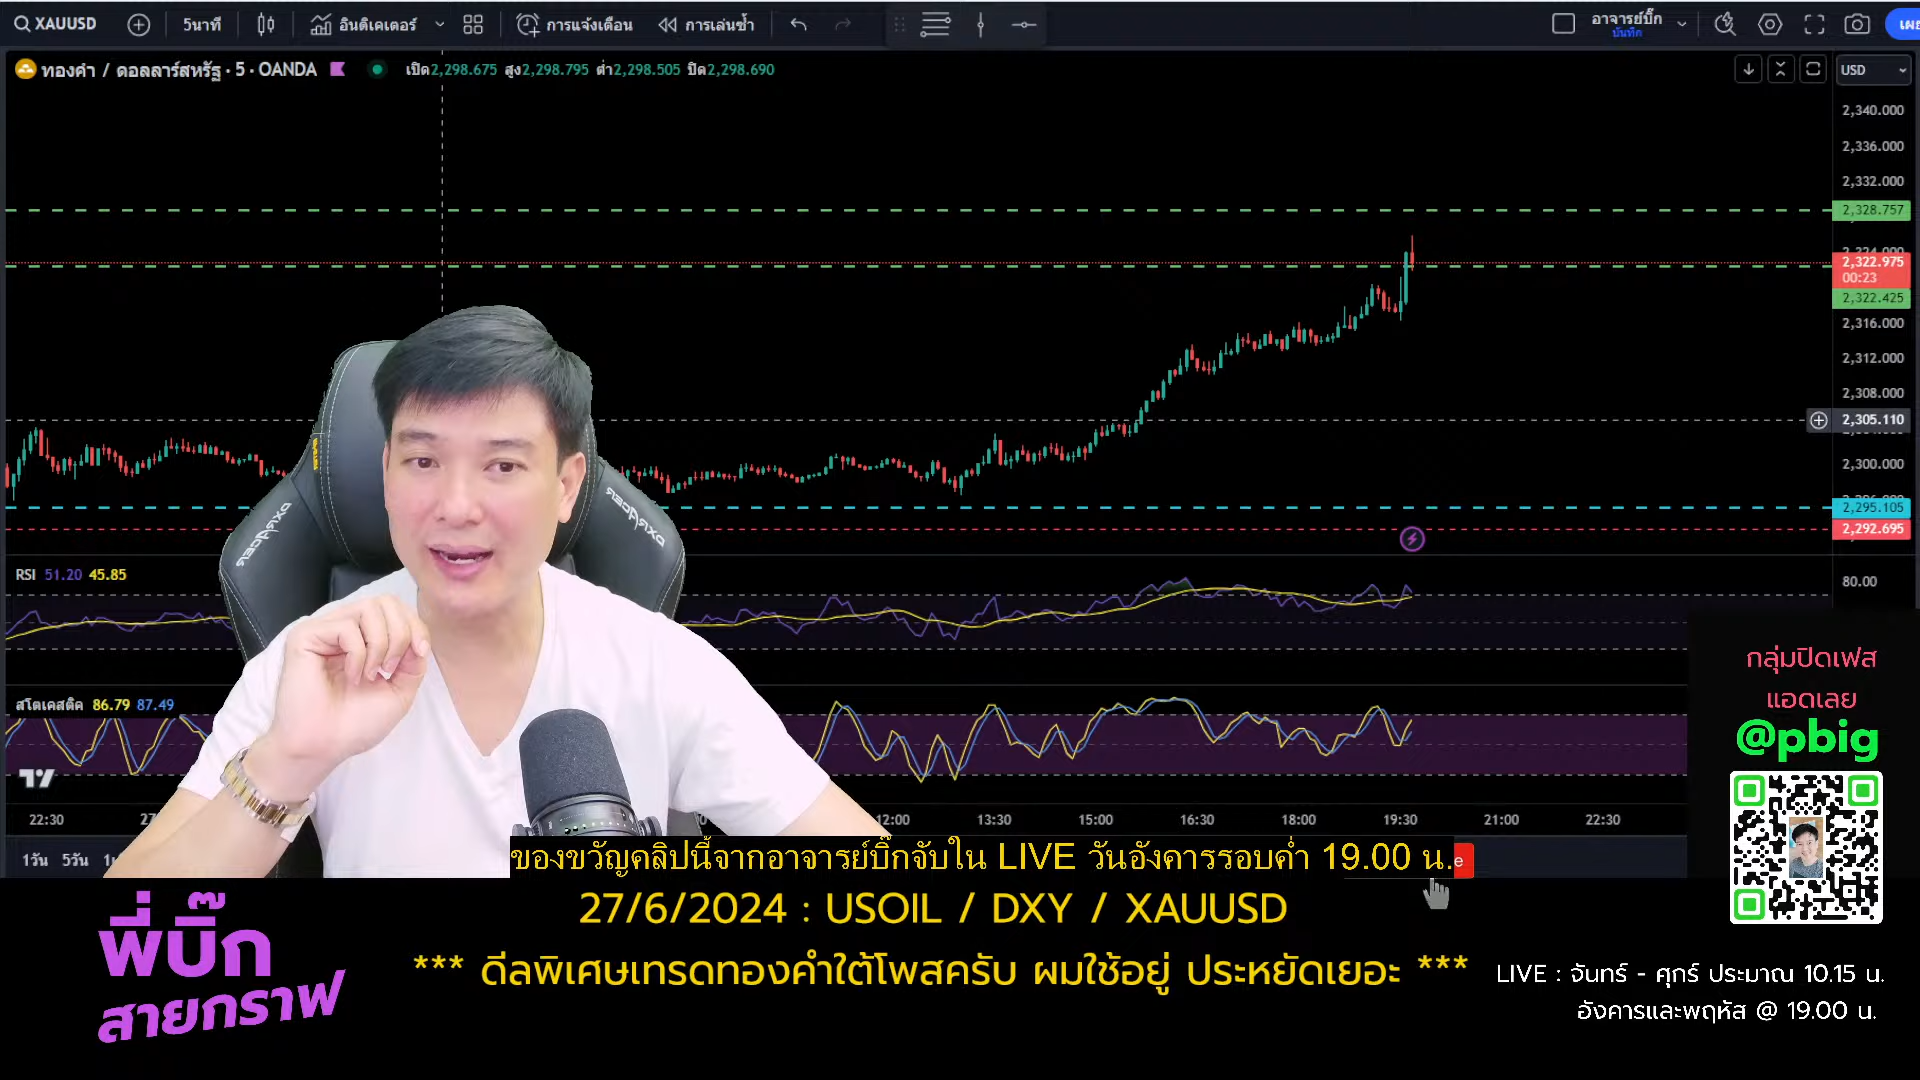 XAUUSD
5นาที
อินดิเคเตอร์
การแจ้งเตือน
การเล่นซ้ำ
อาจารย์บิ๊ก
บันทึก
ทองคำ / ดอลลาร์สหรัฐ · 5 · OANDA
เปิด2,298.675 สูง2,298.795 ต่ำ2,298.505 ปิด2,298.690
USD
2,340.000
2,336.000
2,332.000
2,328.757
2,322.975
00:23
2,322.425
2,316.000
2,312.000
2,308.000
2,305.110
2,300.000
2,295.105
2,292.695
RSI 51.20 45.85
80.00
สโตแคสติค 86.79 87.49
22:30
12:00 13:30 15:00 16:30 18:00 19:30 21:00 22:30
1วัน 5วัน
DXRACER
DXRACER
กลุ่มปิดเฟส
แอดเลย
@pbig
ของขวัญคลิปนี้จากอาจารย์บิ๊กจับใน LIVE วันอังคารรอบค่ำ 19.00 น.
27/6/2024 : USOIL / DXY / XAUUSD
*** ดีลพิเศษเทรดทองคำใต้โพสครับ ผมใช้อยู่ ประหยัดเยอะ ***
พี่บิ๊ก
สายกราฟ
LIVE : จันทร์ - ศุกร์ ประมาณ 10.15 น.
อังคารและพฤหัส @ 19.00 น.